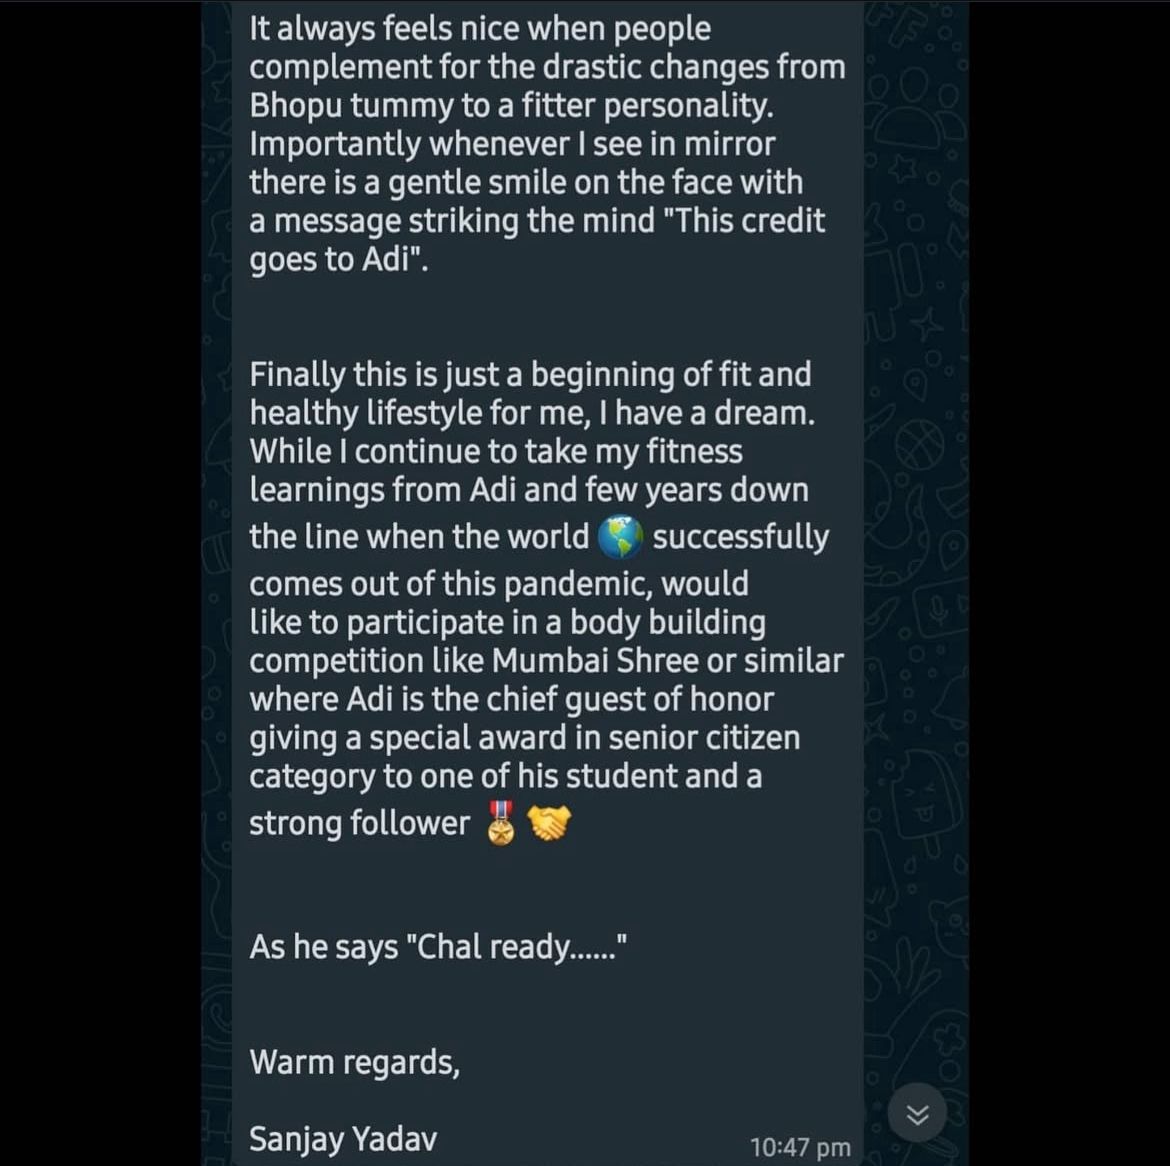 It always feels nice when people
complement for the drastic changes from
Bhopu tummy to a fitter personality.
Importantly whenever I see in mirror
there is a gentle smile on the face with
a message striking the mind "This credit
goes to Adi".
Finally this is just a beginning of fit and
healthy lifestyle for me, I have a dream.
While I continue to take my fitness
learnings from Adi and few years down
the line when the world 🌎 successfully
comes out of this pandemic, would
like to participate in a body building
competition like Mumbai Shree or similar
where Adi is the chief guest of honor
giving a special award in senior citizen
category to one of his student and a
strong follower 🎖️🤝
As he says "Chal ready......"
Warm regards,
Sanjay Yadav
10:47 pm